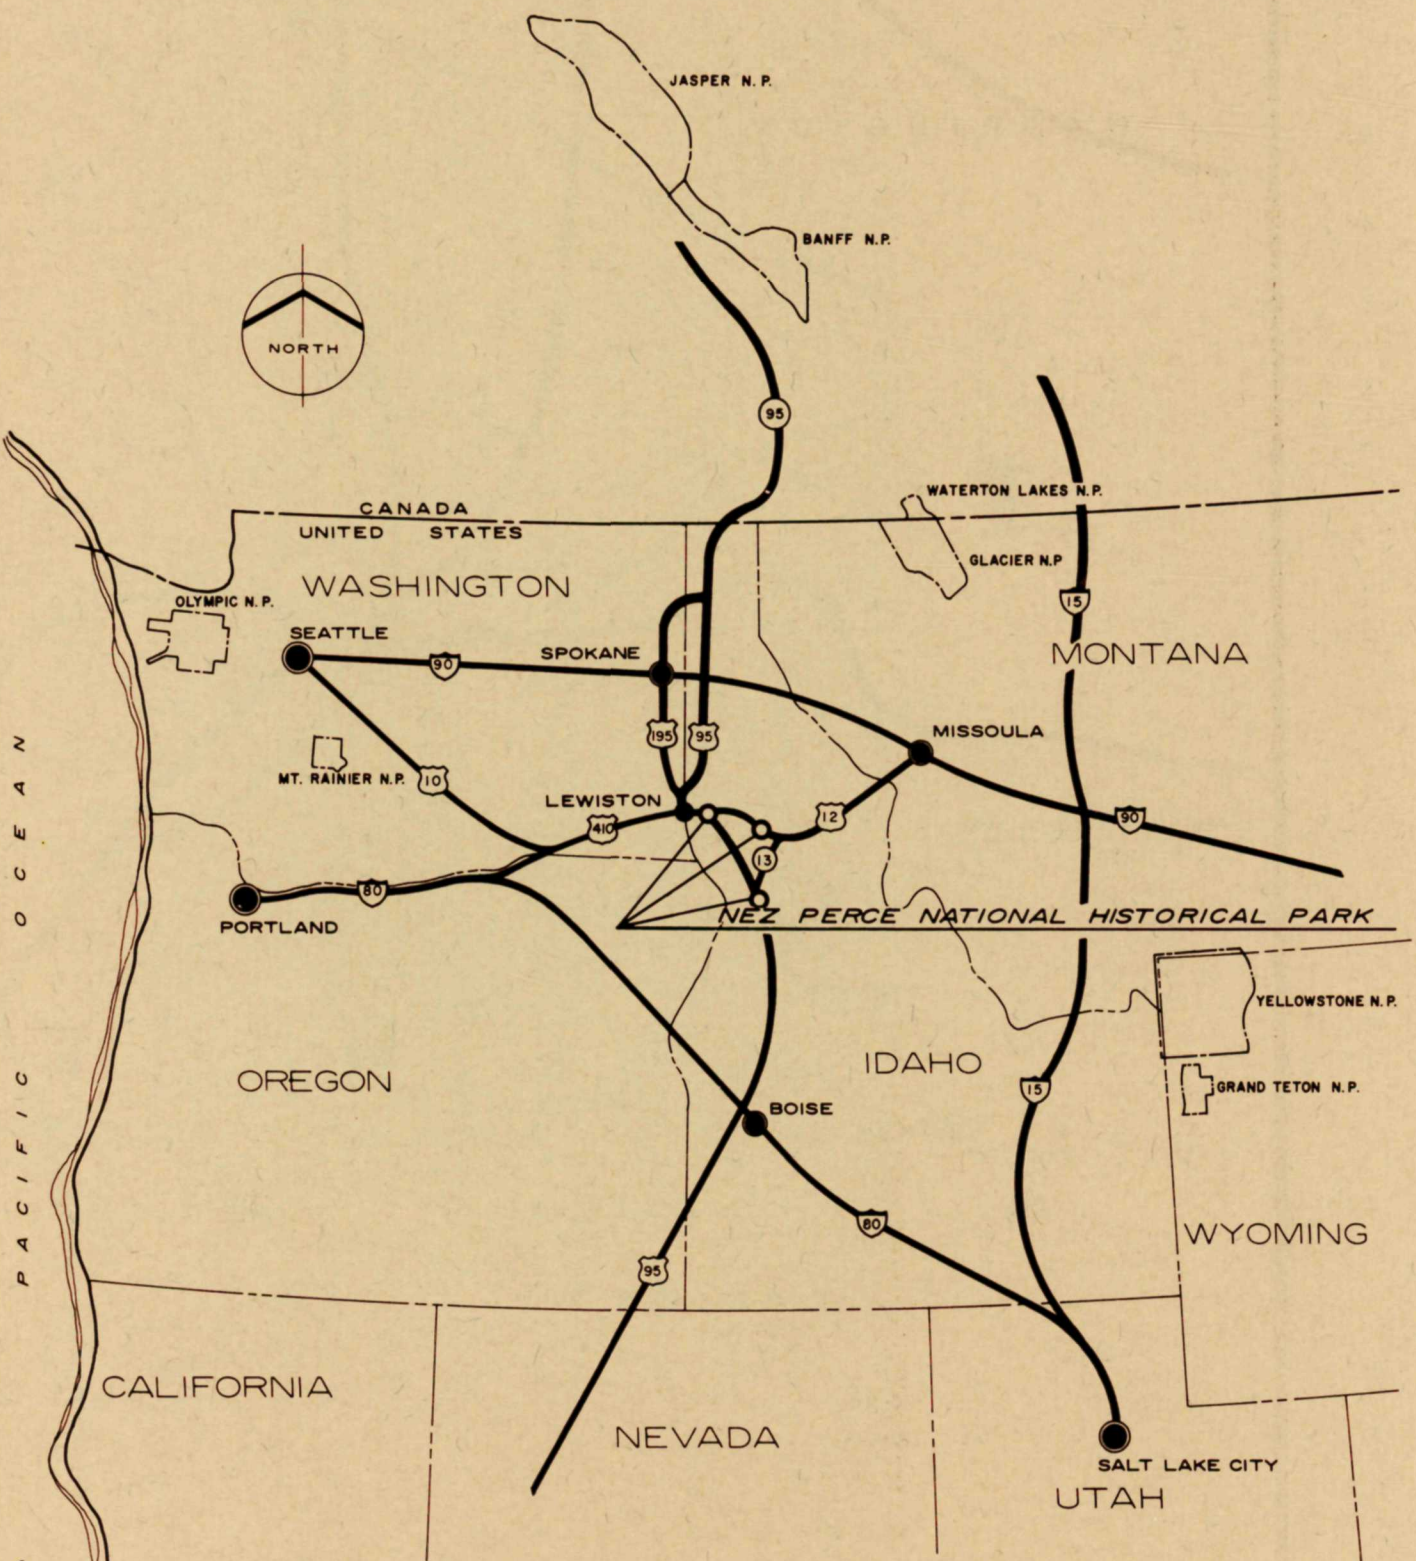 JASPER N. P.
BANFF N.P.
NORTH
95
WATERTON LAKES N.P.
CANADA
UNITED STATES
GLACIER N.P
WASHINGTON
OLYMPIC N. P.
15
SEATTLE
SPOKANE
90
MONTANA
195
95
MISSOULA
MT. RAINIER N.P.
10
LEWISTON
410
12
90
13
80
PORTLAND
NEZ PERCE NATIONAL HISTORICAL PARK
YELLOWSTONE N. P.
OREGON
IDAHO
15
GRAND TETON N. P.
BOISE
PACIFIC OCEAN
80
WYOMING
95
CALIFORNIA
NEVADA
SALT LAKE CITY
UTAH